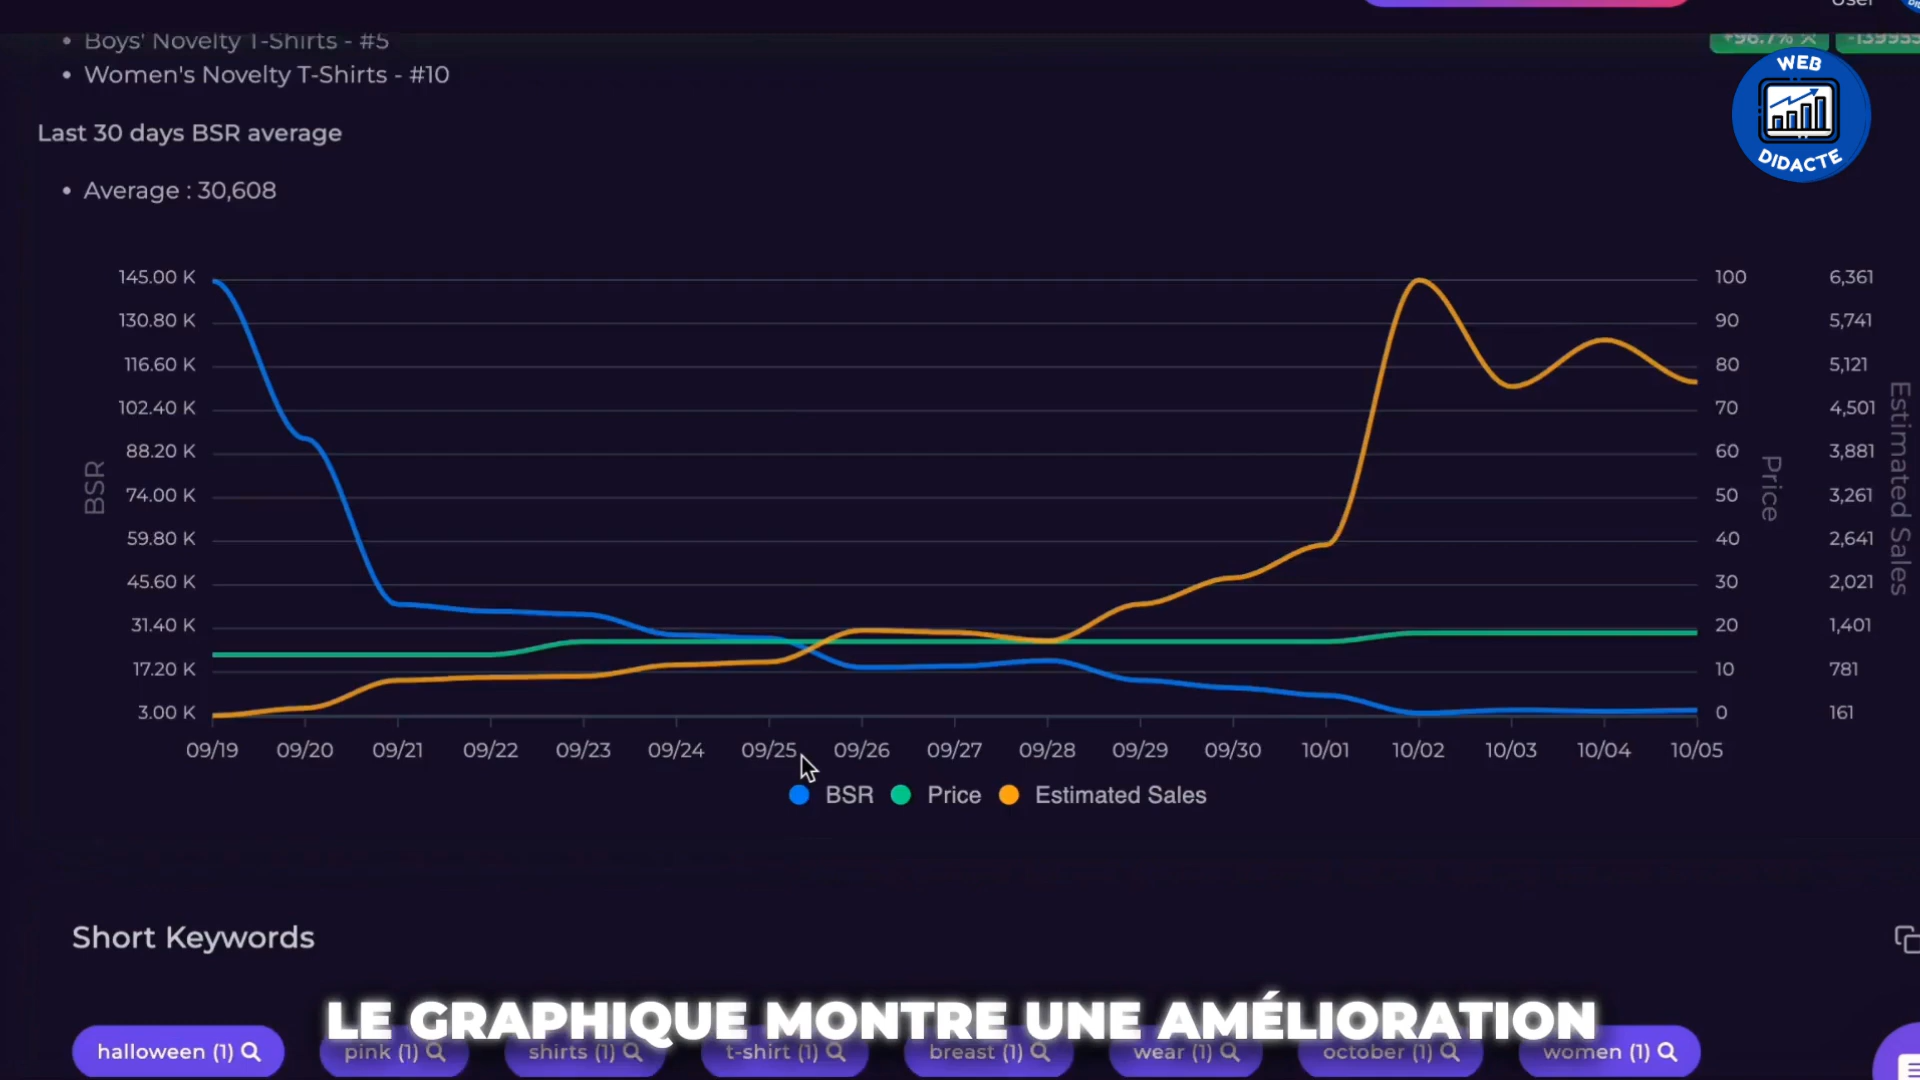 User
Boys' Novelty T-Shirts - #5
+96.7%
Women's Novelty T-Shirts - #10
WEB
DIDACTE
Last 30 days BSR average
Average : 30,608
145.00 K 100 6,361
130.80 K 90 5,741
116.60 K 80 5,121
102.40 K 70 4,501
88.20 K 60 3,881
74.00 K 50 3,261
59.80 K 40 2,641
45.60 K 30 2,021
31.40 K 20 1,401
17.20 K 10 781
3.00 K 0 161
BSR
Price
Estimated Sales
09/19 09/20 09/21 09/22 09/23 09/24 09/25 09/26 09/27 09/28 09/29 09/30 10/01 10/02 10/03 10/04 10/05
BSR Price Estimated Sales
Short Keywords
LE GRAPHIQUE MONTRE UNE AMÉLIORATION
halloween (1) pink (1) shirts (1) t-shirt (1) breast (1) wear (1) october (1) women (1)